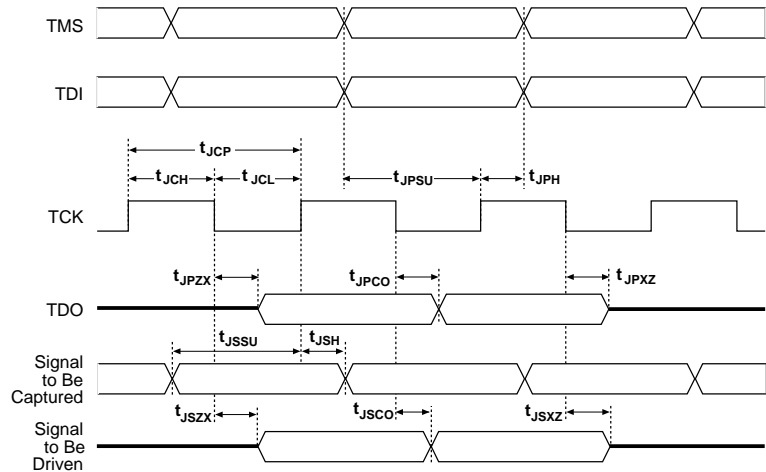 TMS
TDI
tJCP
tJCH
tJCL
tJPSU
tJPH
TCK
tJPZX
tJPCO
tJPXZ
TDO
tJSSU
tJSH
Signal
to Be
Captured
tJSZX
tJSCO
tJSXZ
Signal
to Be
Driven